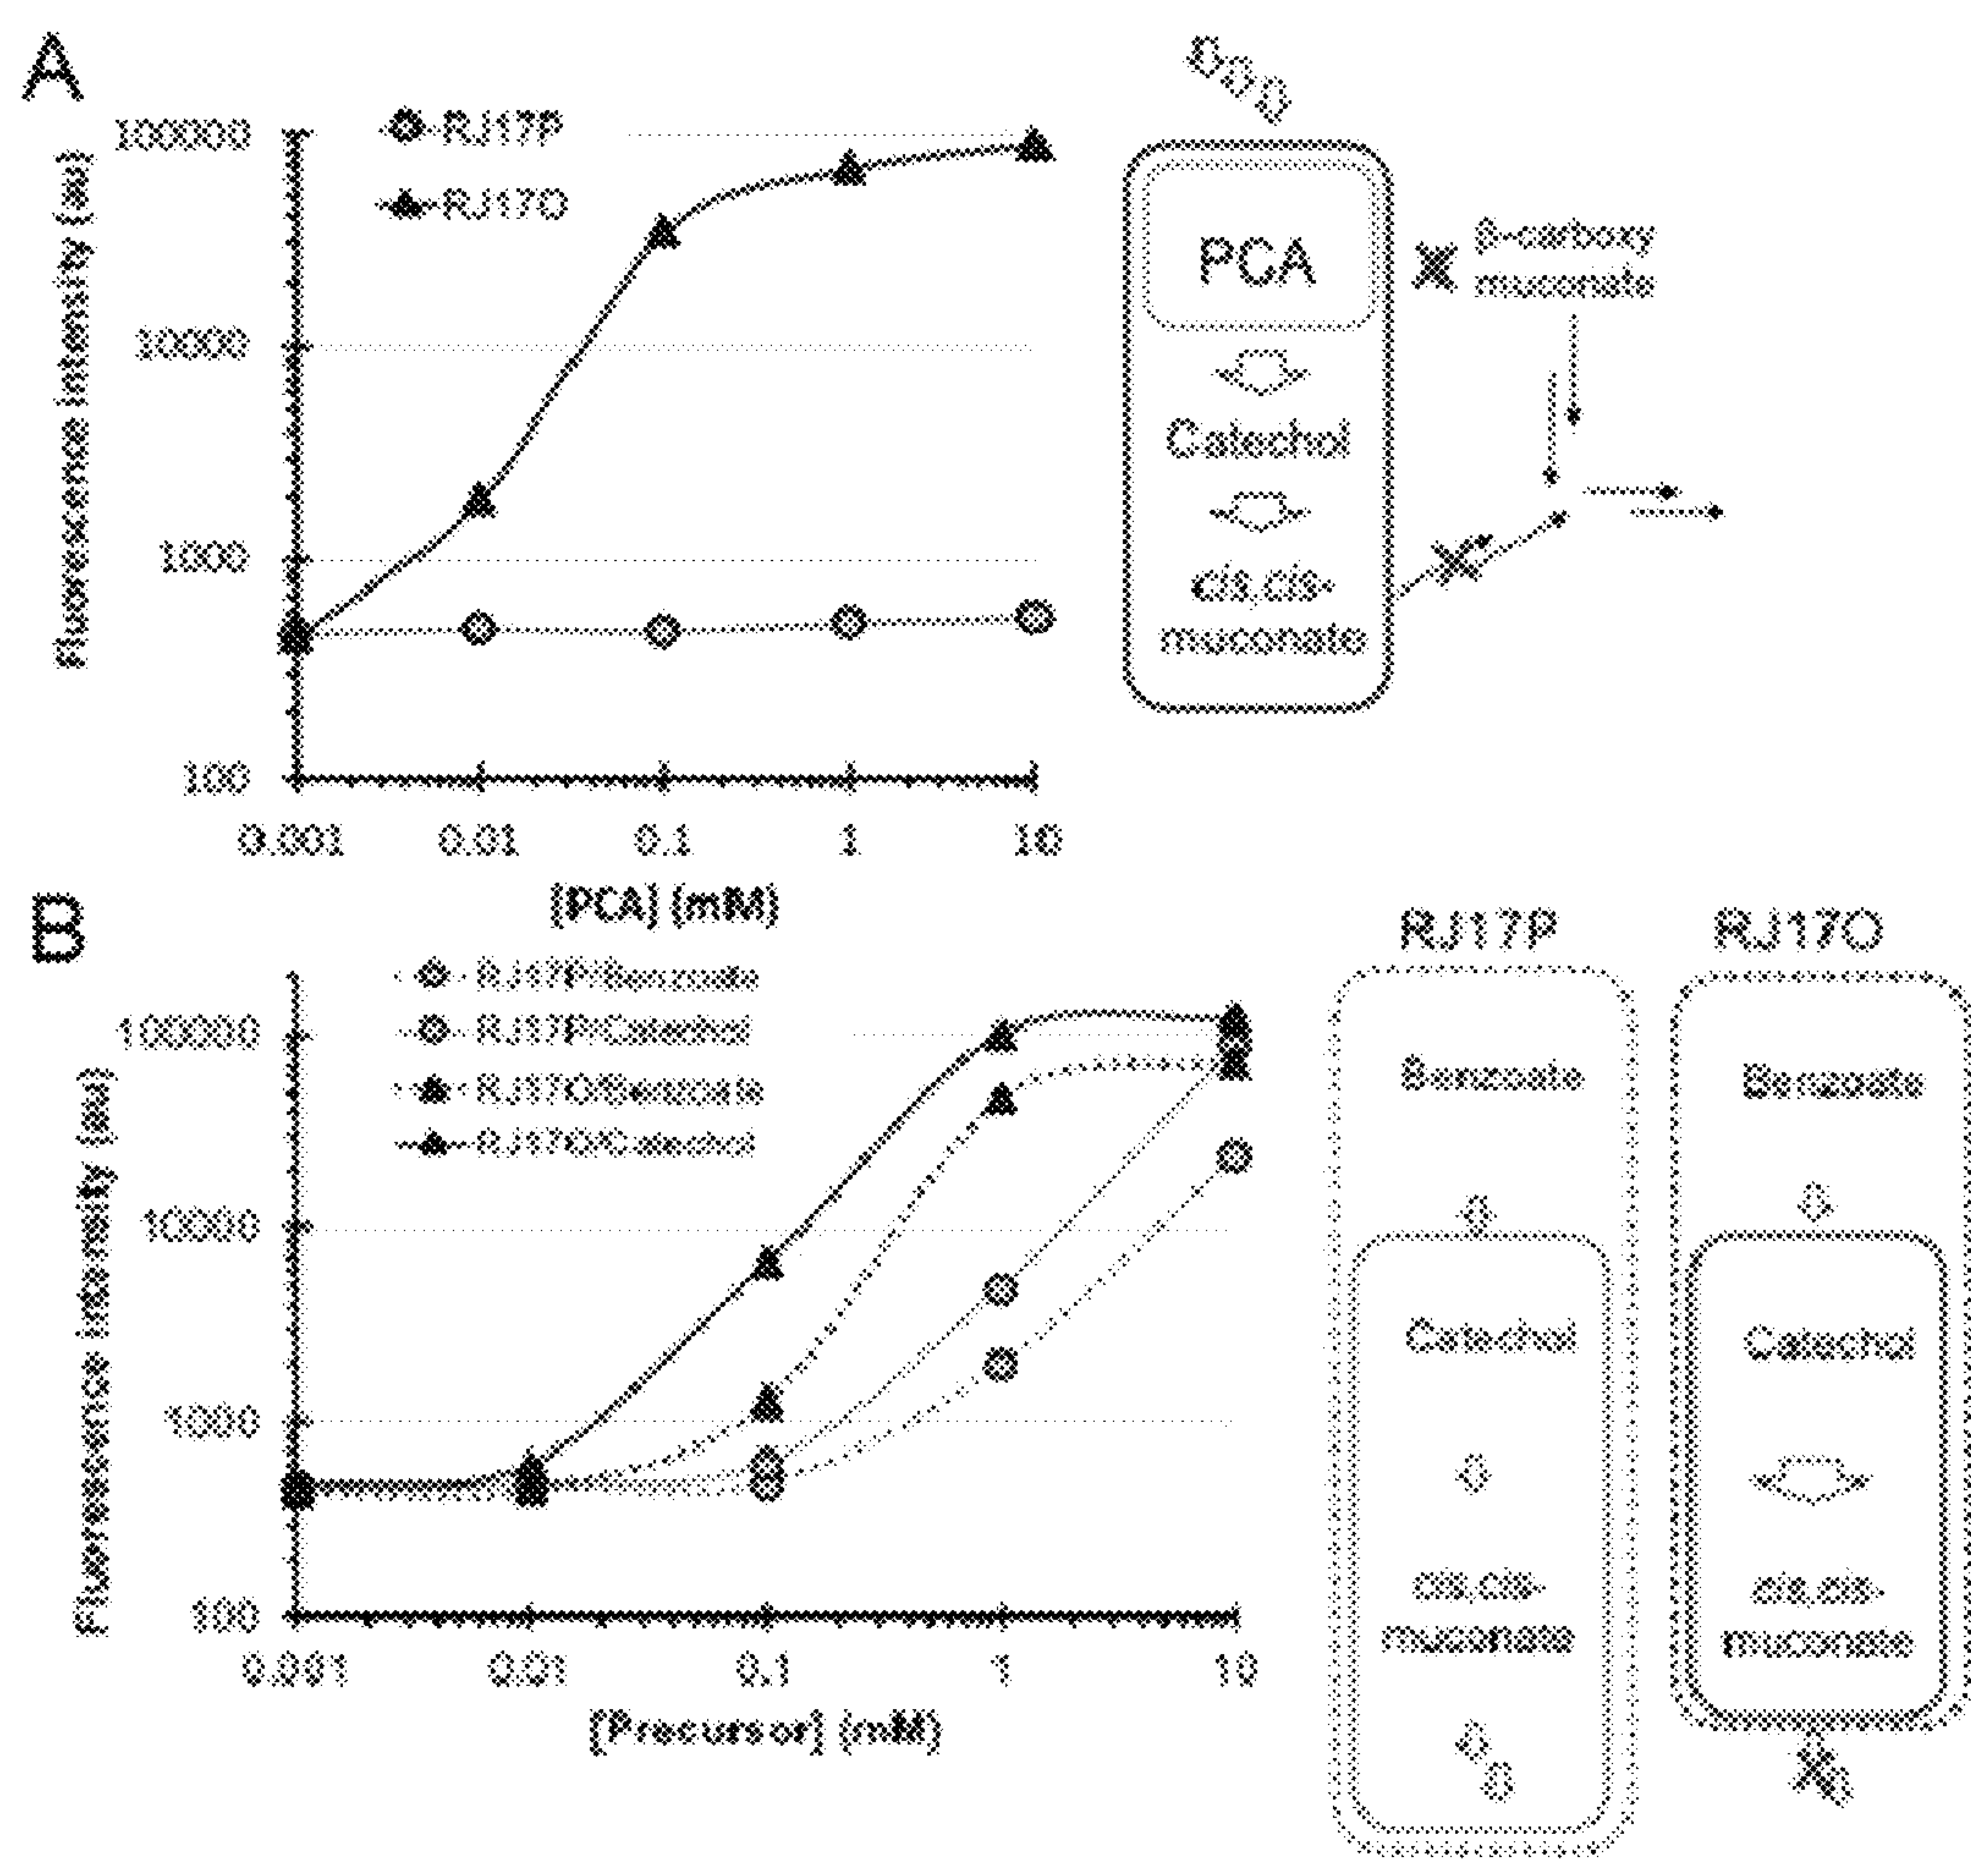 A
Fluorescence intensity (au)
100000
10000
1000
100
RJ17P
RJ17O
0.001 0.01 0.1 1 10
[PCA] (mM)
PCA
β-carboxy
muconate
Catechol
cis,cis-
muconate
B
Fluorescence intensity (au)
100000
10000
1000
100
RJ17P/Benzoate
RJ17P/Catechol
RJ17O/Benzoate
RJ17O/Catechol
0.001 0.01 0.1 1 10
[Precursor] (mM)
RJ17P
Benzoate
Catechol
cis,cis-
muconate
RJ17O
Benzoate
Catechol
cis,cis-
muconate